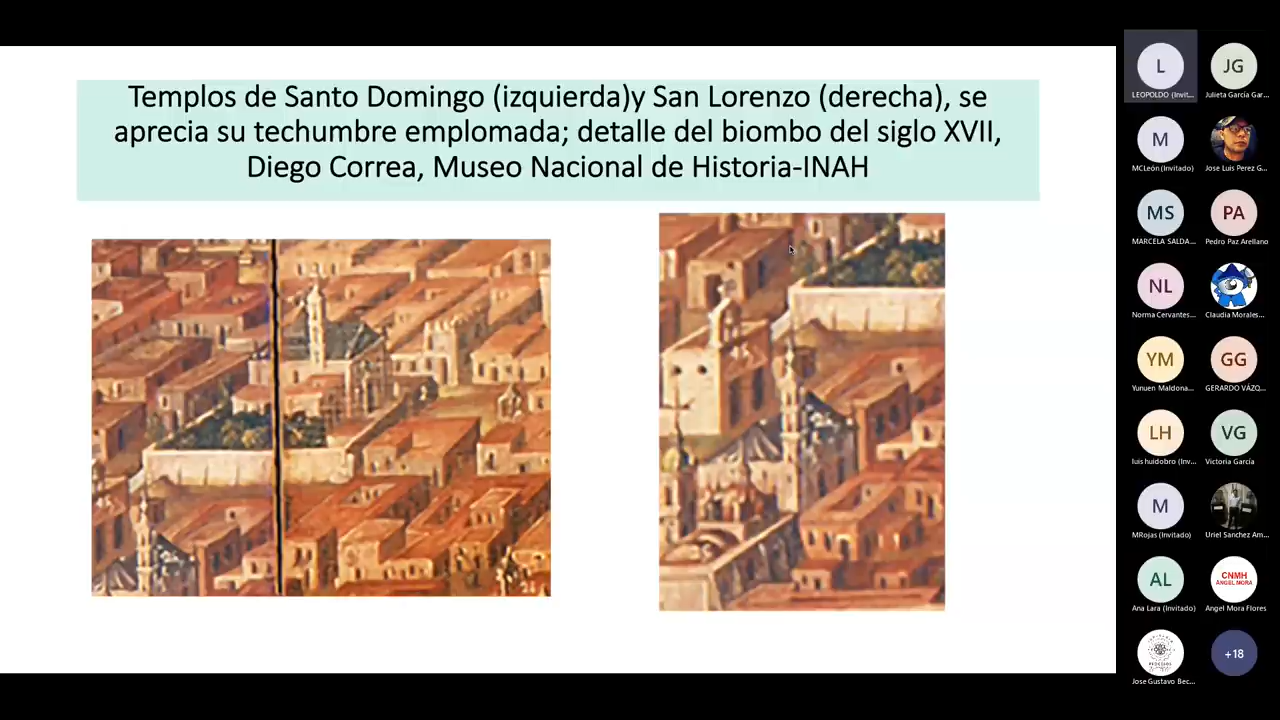 Templos de Santo Domingo (izquierda)y San Lorenzo (derecha), se
aprecia su techumbre emplomada; detalle del biombo del siglo XVII,
Diego Correa, Museo Nacional de Historia-INAH
L
LEOPOLDO (Invit...
JG
Julieta García Gar...
M
MCLeón (Invitado)
Jose Luis Perez G...
MS
MARCELA SALDA...
PA
Pedro Paz Arellano
NL
Norma Cervantes...
Claudia Morales...
YM
Yunuen Maldona...
GG
GERARDO VÁZQ...
LH
luis huidobro (Inv...
VG
Victoria García
M
MRojas (Invitado)
Uriel Sanchez Am...
AL
Ana Lara (Invitado)
CNMH
ANGEL MORA
Angel Mora Flores
Jose Gustavo Bec...
+18